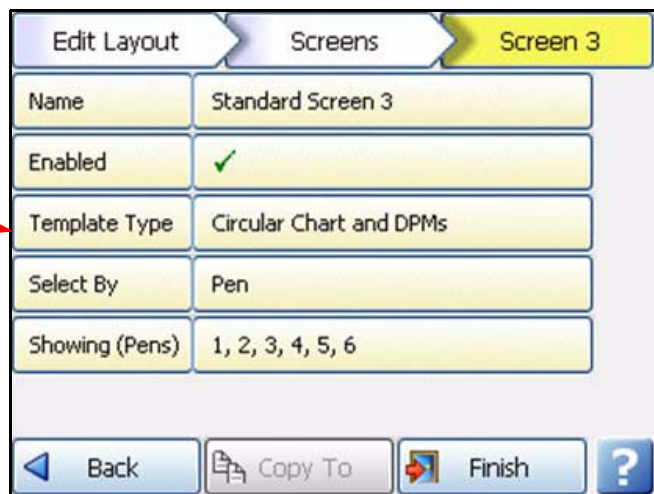 Edit Layout Screens Screen 3
Name Standard Screen 3
Enabled
Template Type Circular Chart and DPMs
Select By Pen
Showing (Pens) 1, 2, 3, 4, 5, 6
Back Copy To Finish ?